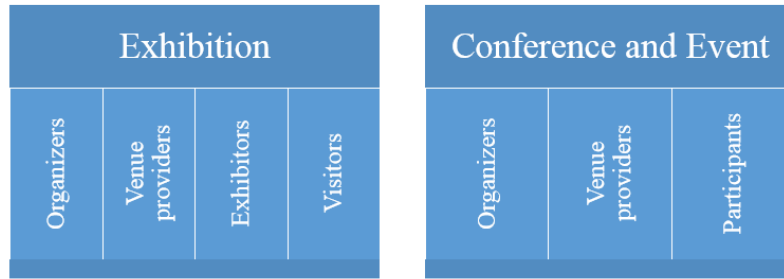 Exhibition
Organizers
Venue
providers
Exhibitors
Visitors
Conference and Event
Organizers
Venue
providers
Participants